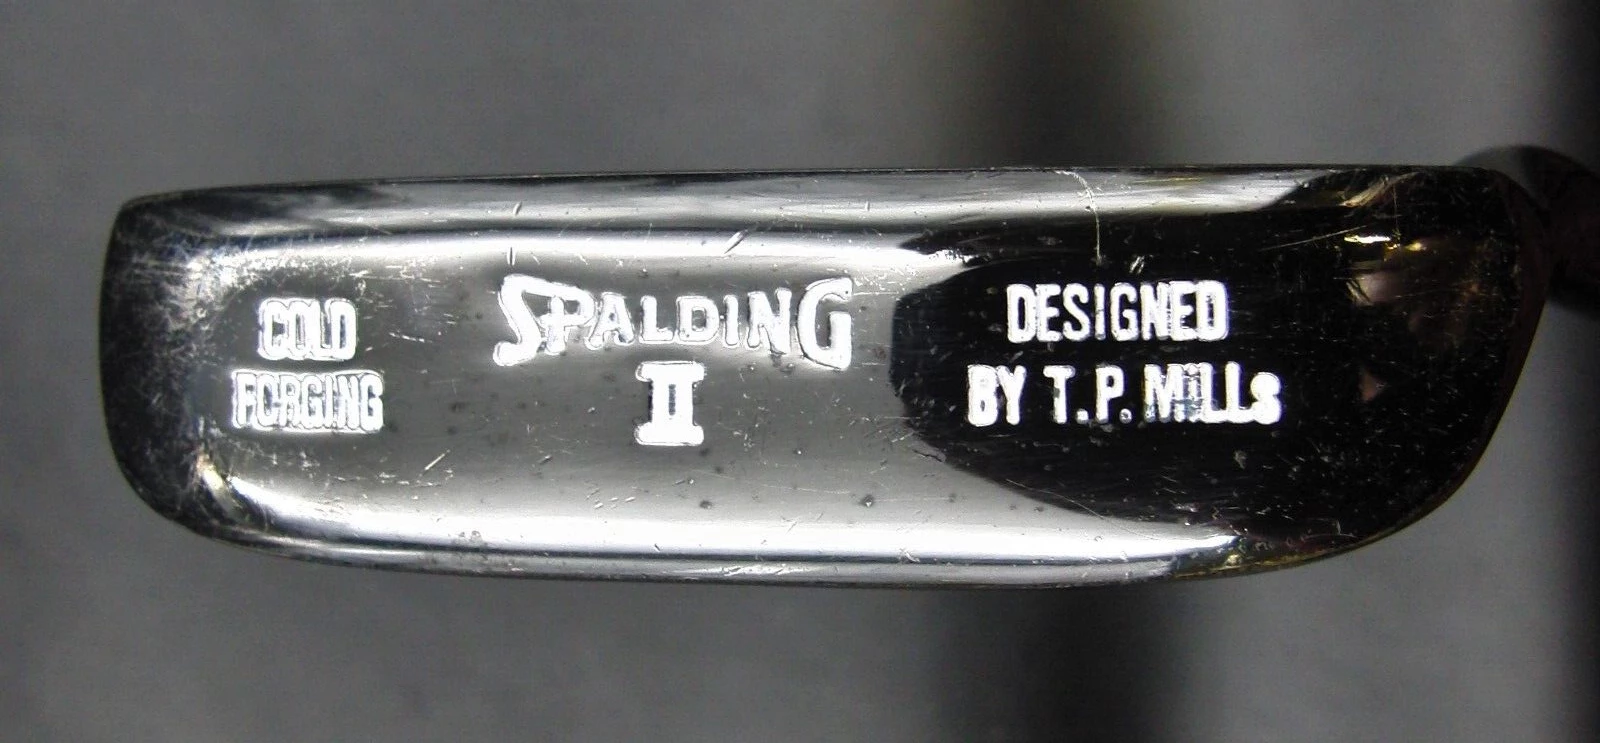 COLD
FORGING
SPALDING
II
DESIGNED
BY T.P. MILLS